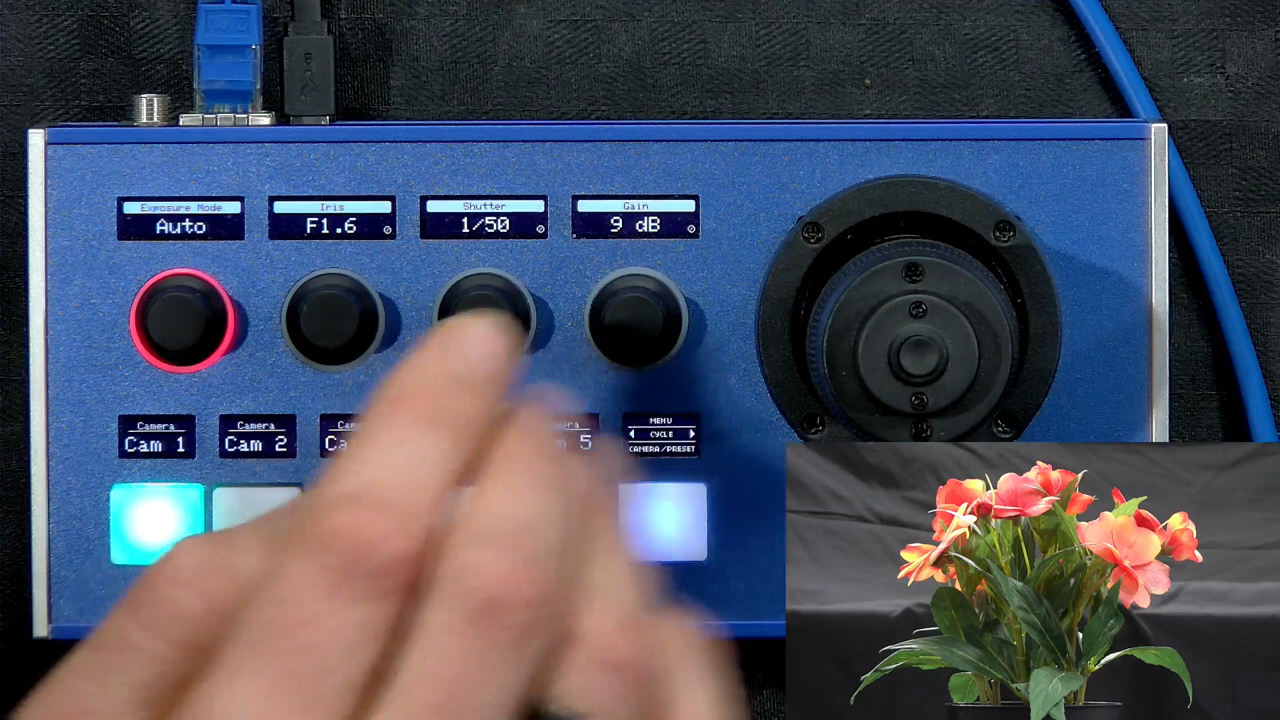 Exposure Mode
Auto
Iris
F1.6
Shutter
1/50
Gain
9 dB
Camera
Cam 1
Camera
Cam 2
5
MENU
CYCLE
CAMERA/PRESET